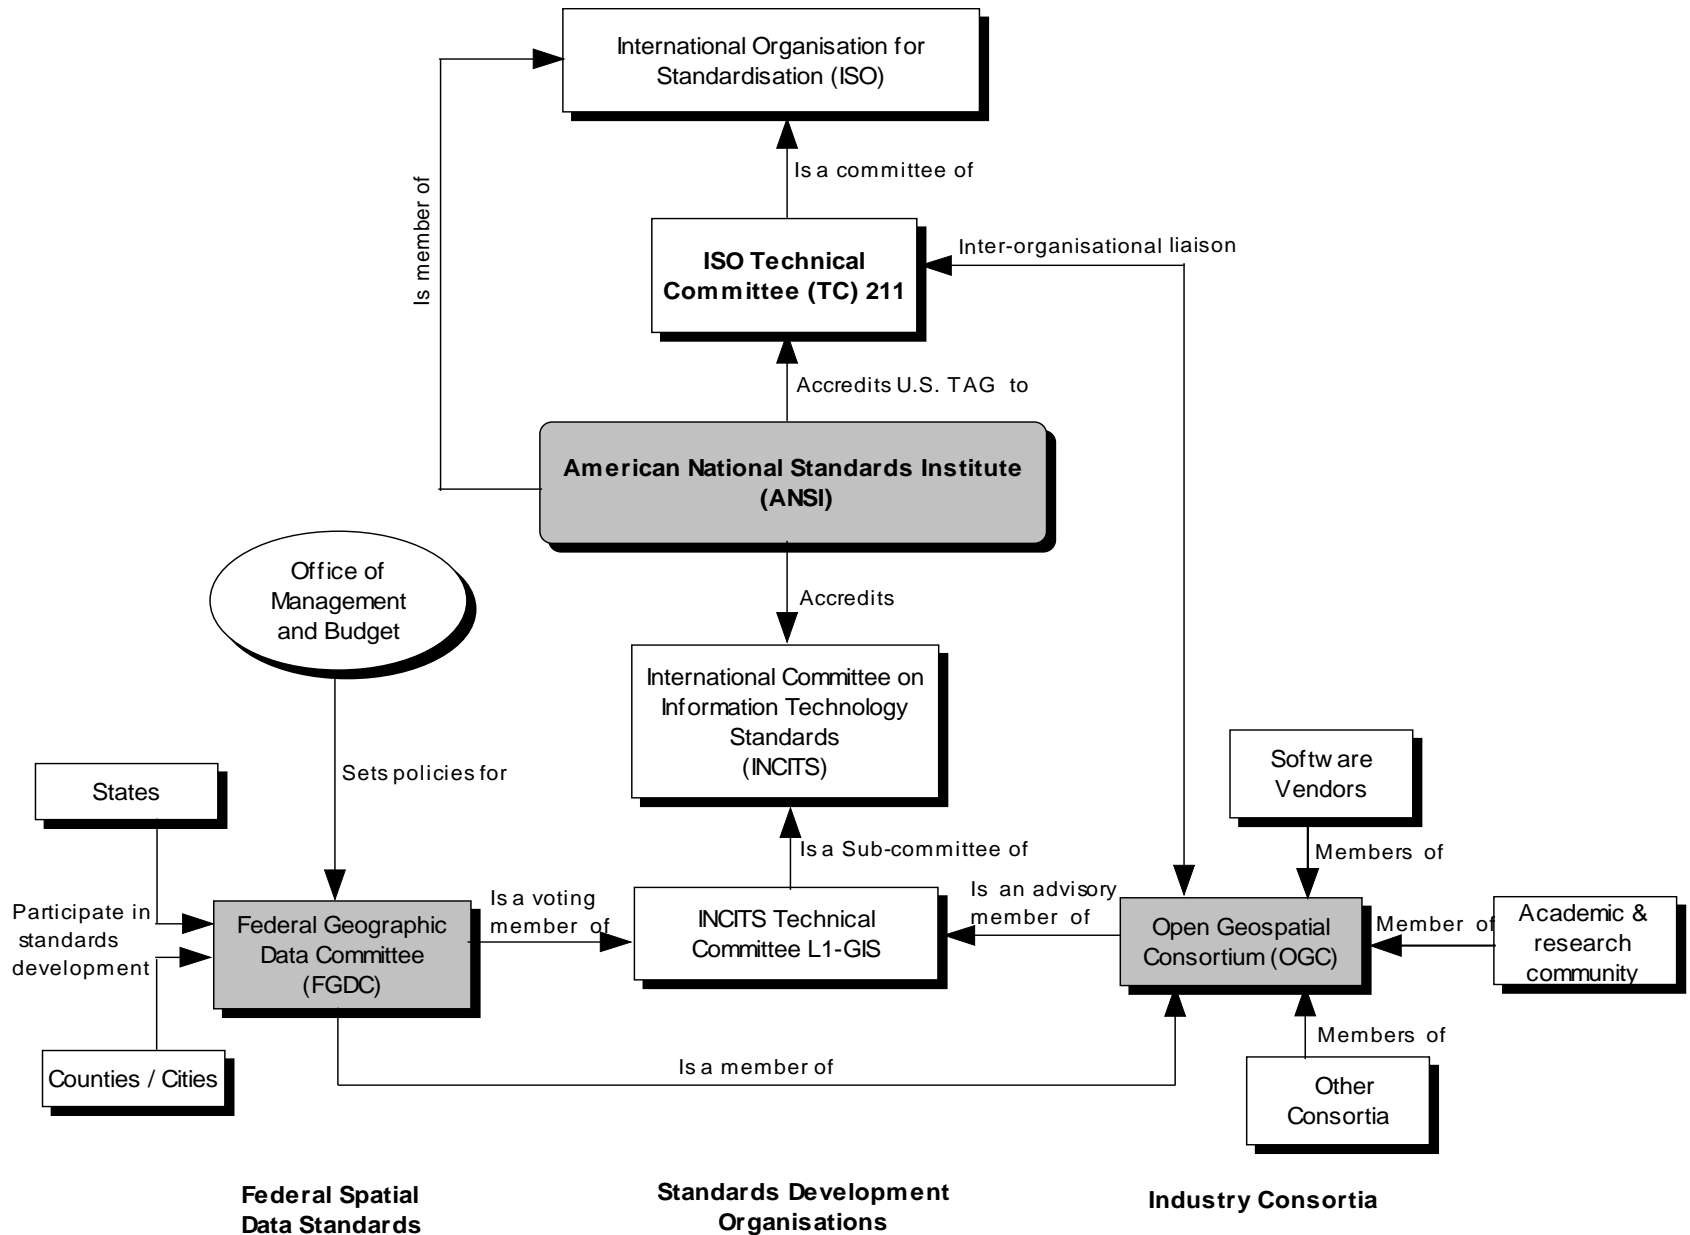 International Organisation for
Standardisation (ISO)
Is a committee of
Is member of
Inter-organisational liaison
ISO Technical
Committee (TC) 211
Accredits U.S. TAG to
American National Standards Institute
(ANSI)
Office of
Management
and Budget
Accredits
International Committee on
Information Technology
Standards
(INCITS)
Software
Vendors
Sets policies for
States
Is a Sub-committee of
Members of
Participate in
standards
development
Federal Geographic
Data Committee
(FGDC)
Is a voting
member of
INCITS Technical
Committee L1-GIS
Is an advisory
member of
Open Geospatial
Consortium (OGC)
Member of
Academic &
research
community
Members of
Counties / Cities
Is a member of
Other
Consortia
Federal Spatial
Data Standards
Standards Development
Organisations
Industry Consortia